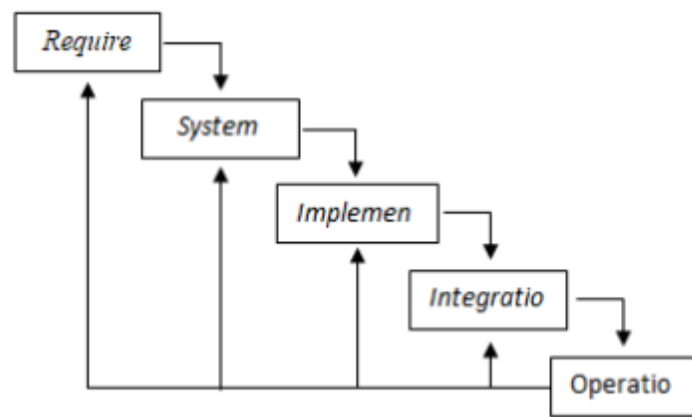 Require
System
Implemen
Integratio
Operatio